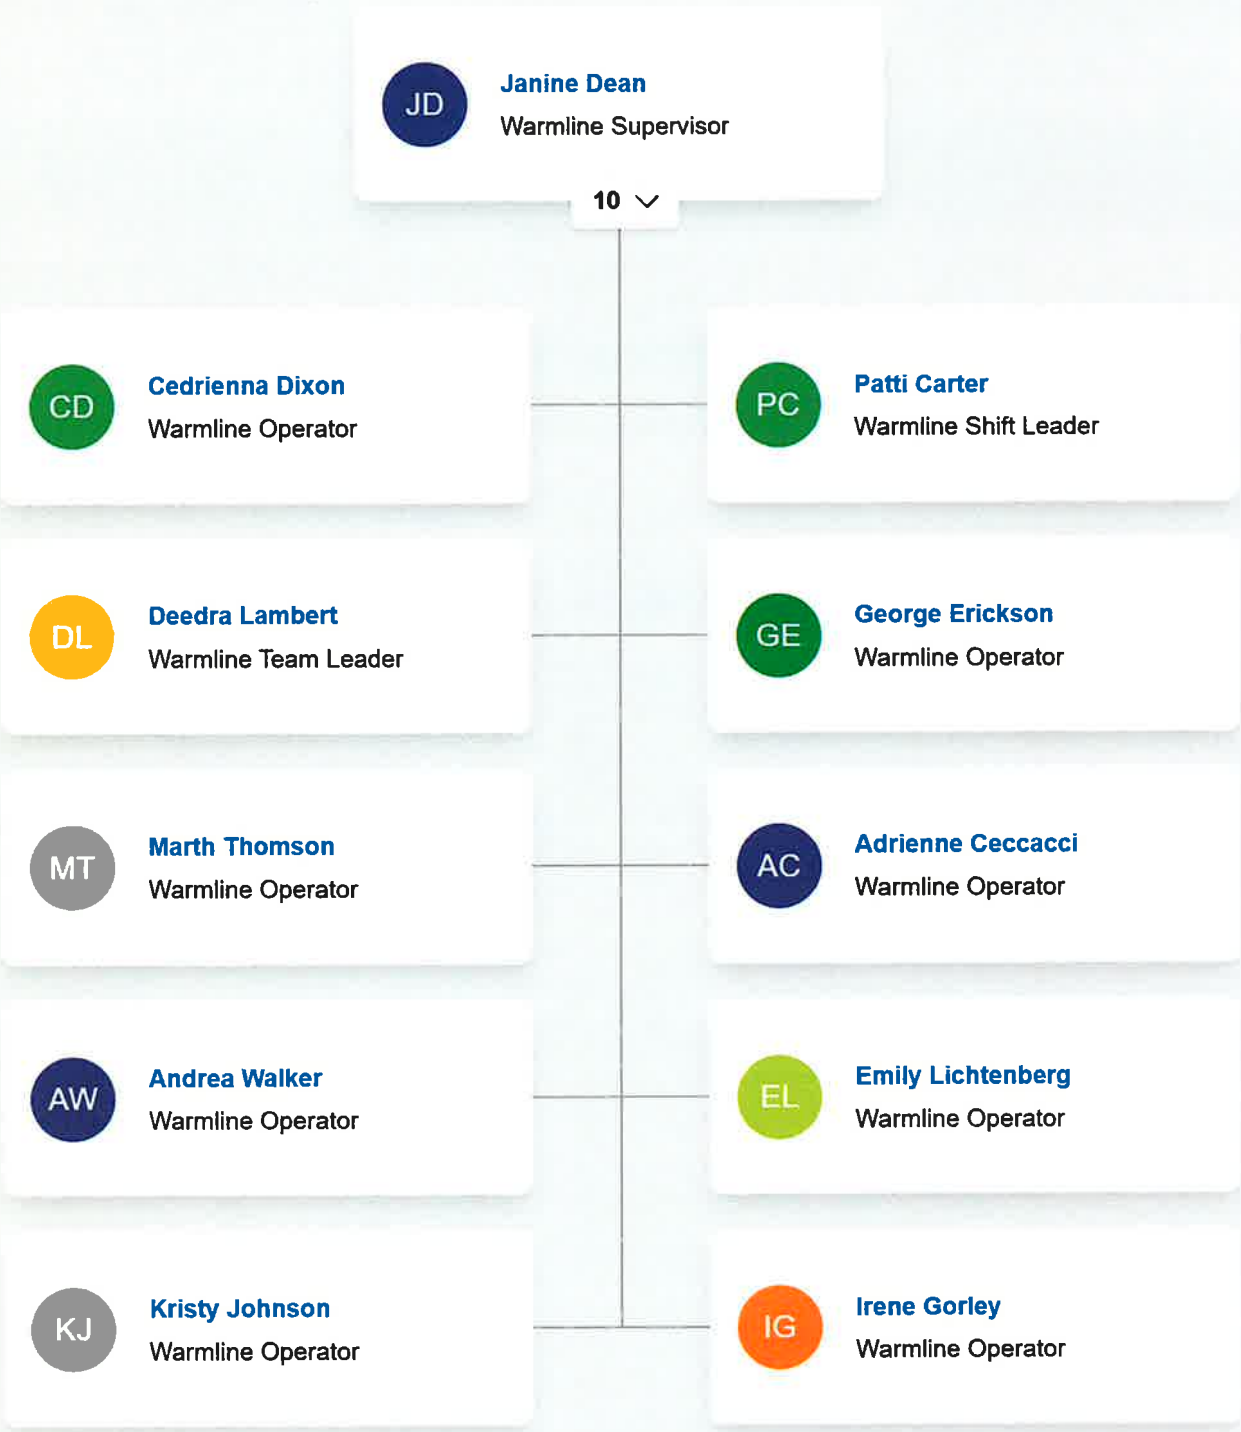 JD
Janine Dean
Warmline Supervisor
10
CD
Cedrienna Dixon
Warmline Operator
PC
Patti Carter
Warmline Shift Leader
DL
Deedra Lambert
Warmline Team Leader
GE
George Erickson
Warmline Operator
MT
Marth Thomson
Warmline Operator
AC
Adrienne Ceccacci
Warmline Operator
AW
Andrea Walker
Warmline Operator
EL
Emily Lichtenberg
Warmline Operator
KJ
Kristy Johnson
Warmline Operator
IG
Irene Gorley
Warmline Operator